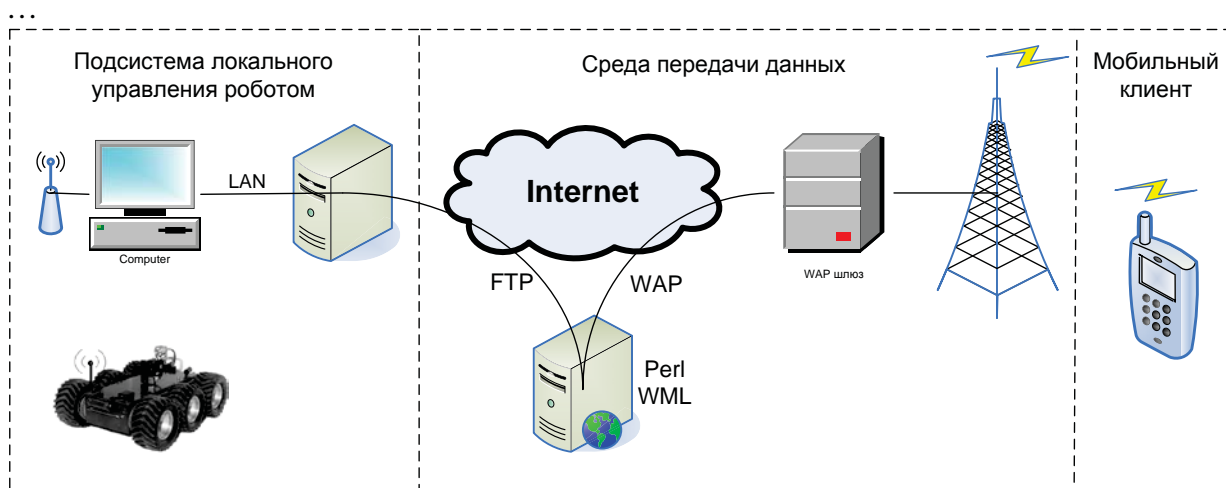 ...
Подсистема локального
управления роботом
Среда передачи данных
Мобильный
клиент
LAN
Computer
Internet
FTP
WAP
WAP шлюз
Perl
WML